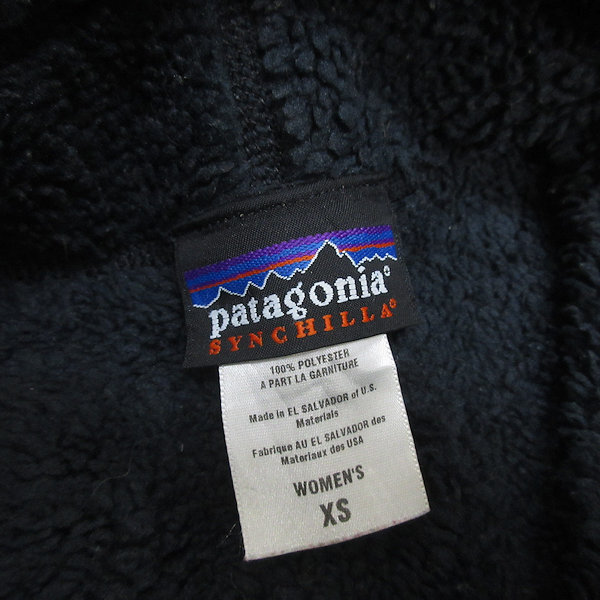 patagonia®
SYNCHILLA®
100% POLYESTER
A PART LA GARNITURE
Made in EL SALVADOR of U.S.
Materials
Fabrique AU EL SALVADOR des
Materiaux des USA
WOMEN'S
XS